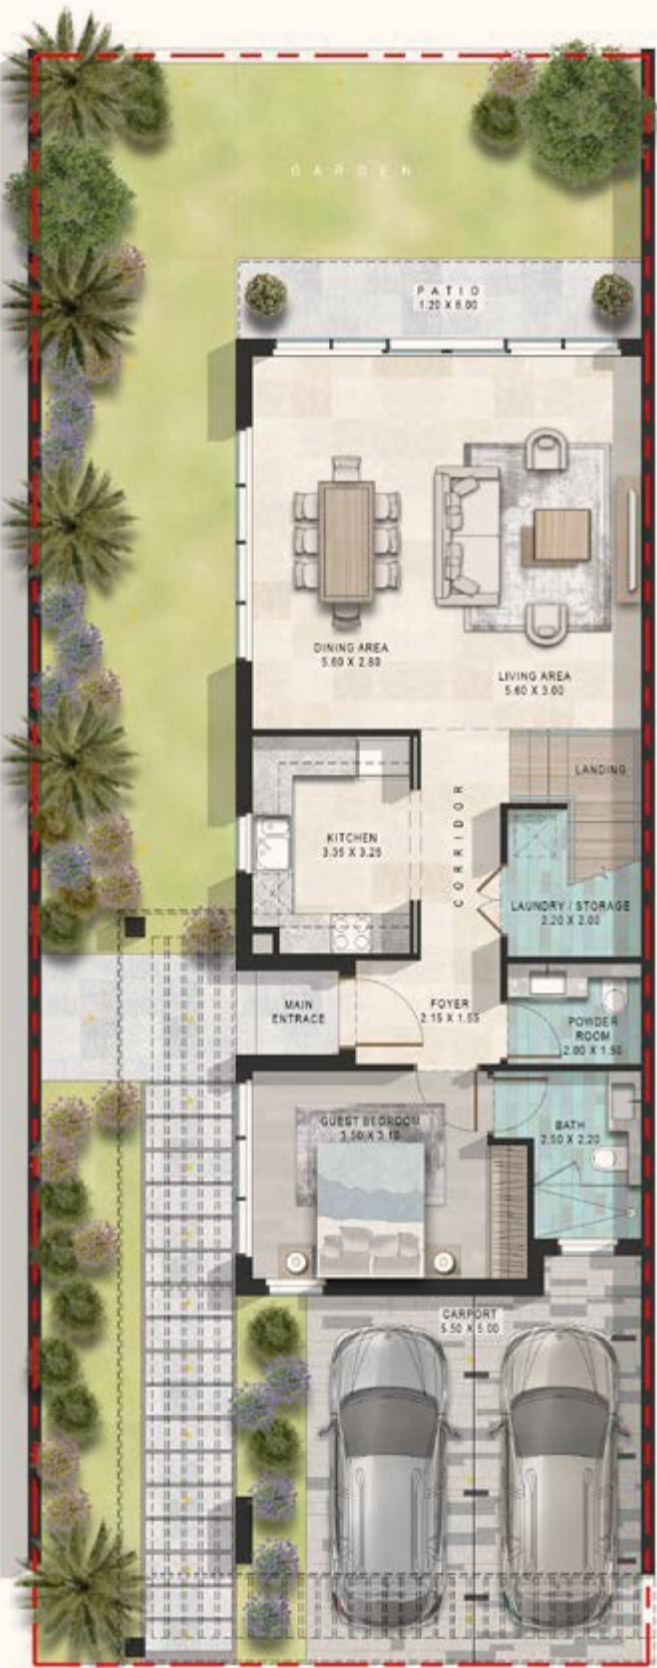 GARDEN
PATIO
1.20 X 6.00
DINING AREA
5.60 X 2.80
LIVING AREA
5.60 X 3.00
LANDING
KITCHEN
3.35 X 3.25
CORRIDOR
LAUNDRY / STORAGE
2.20 X 2.00
MAIN
ENTRACE
FOYER
2.15 X 1.55
POWDER
ROOM
2.00 X 1.50
GUEST BEDROOM
3.50 X 3.10
BATH
2.50 X 2.20
CARPORT
5.50 X 5.00